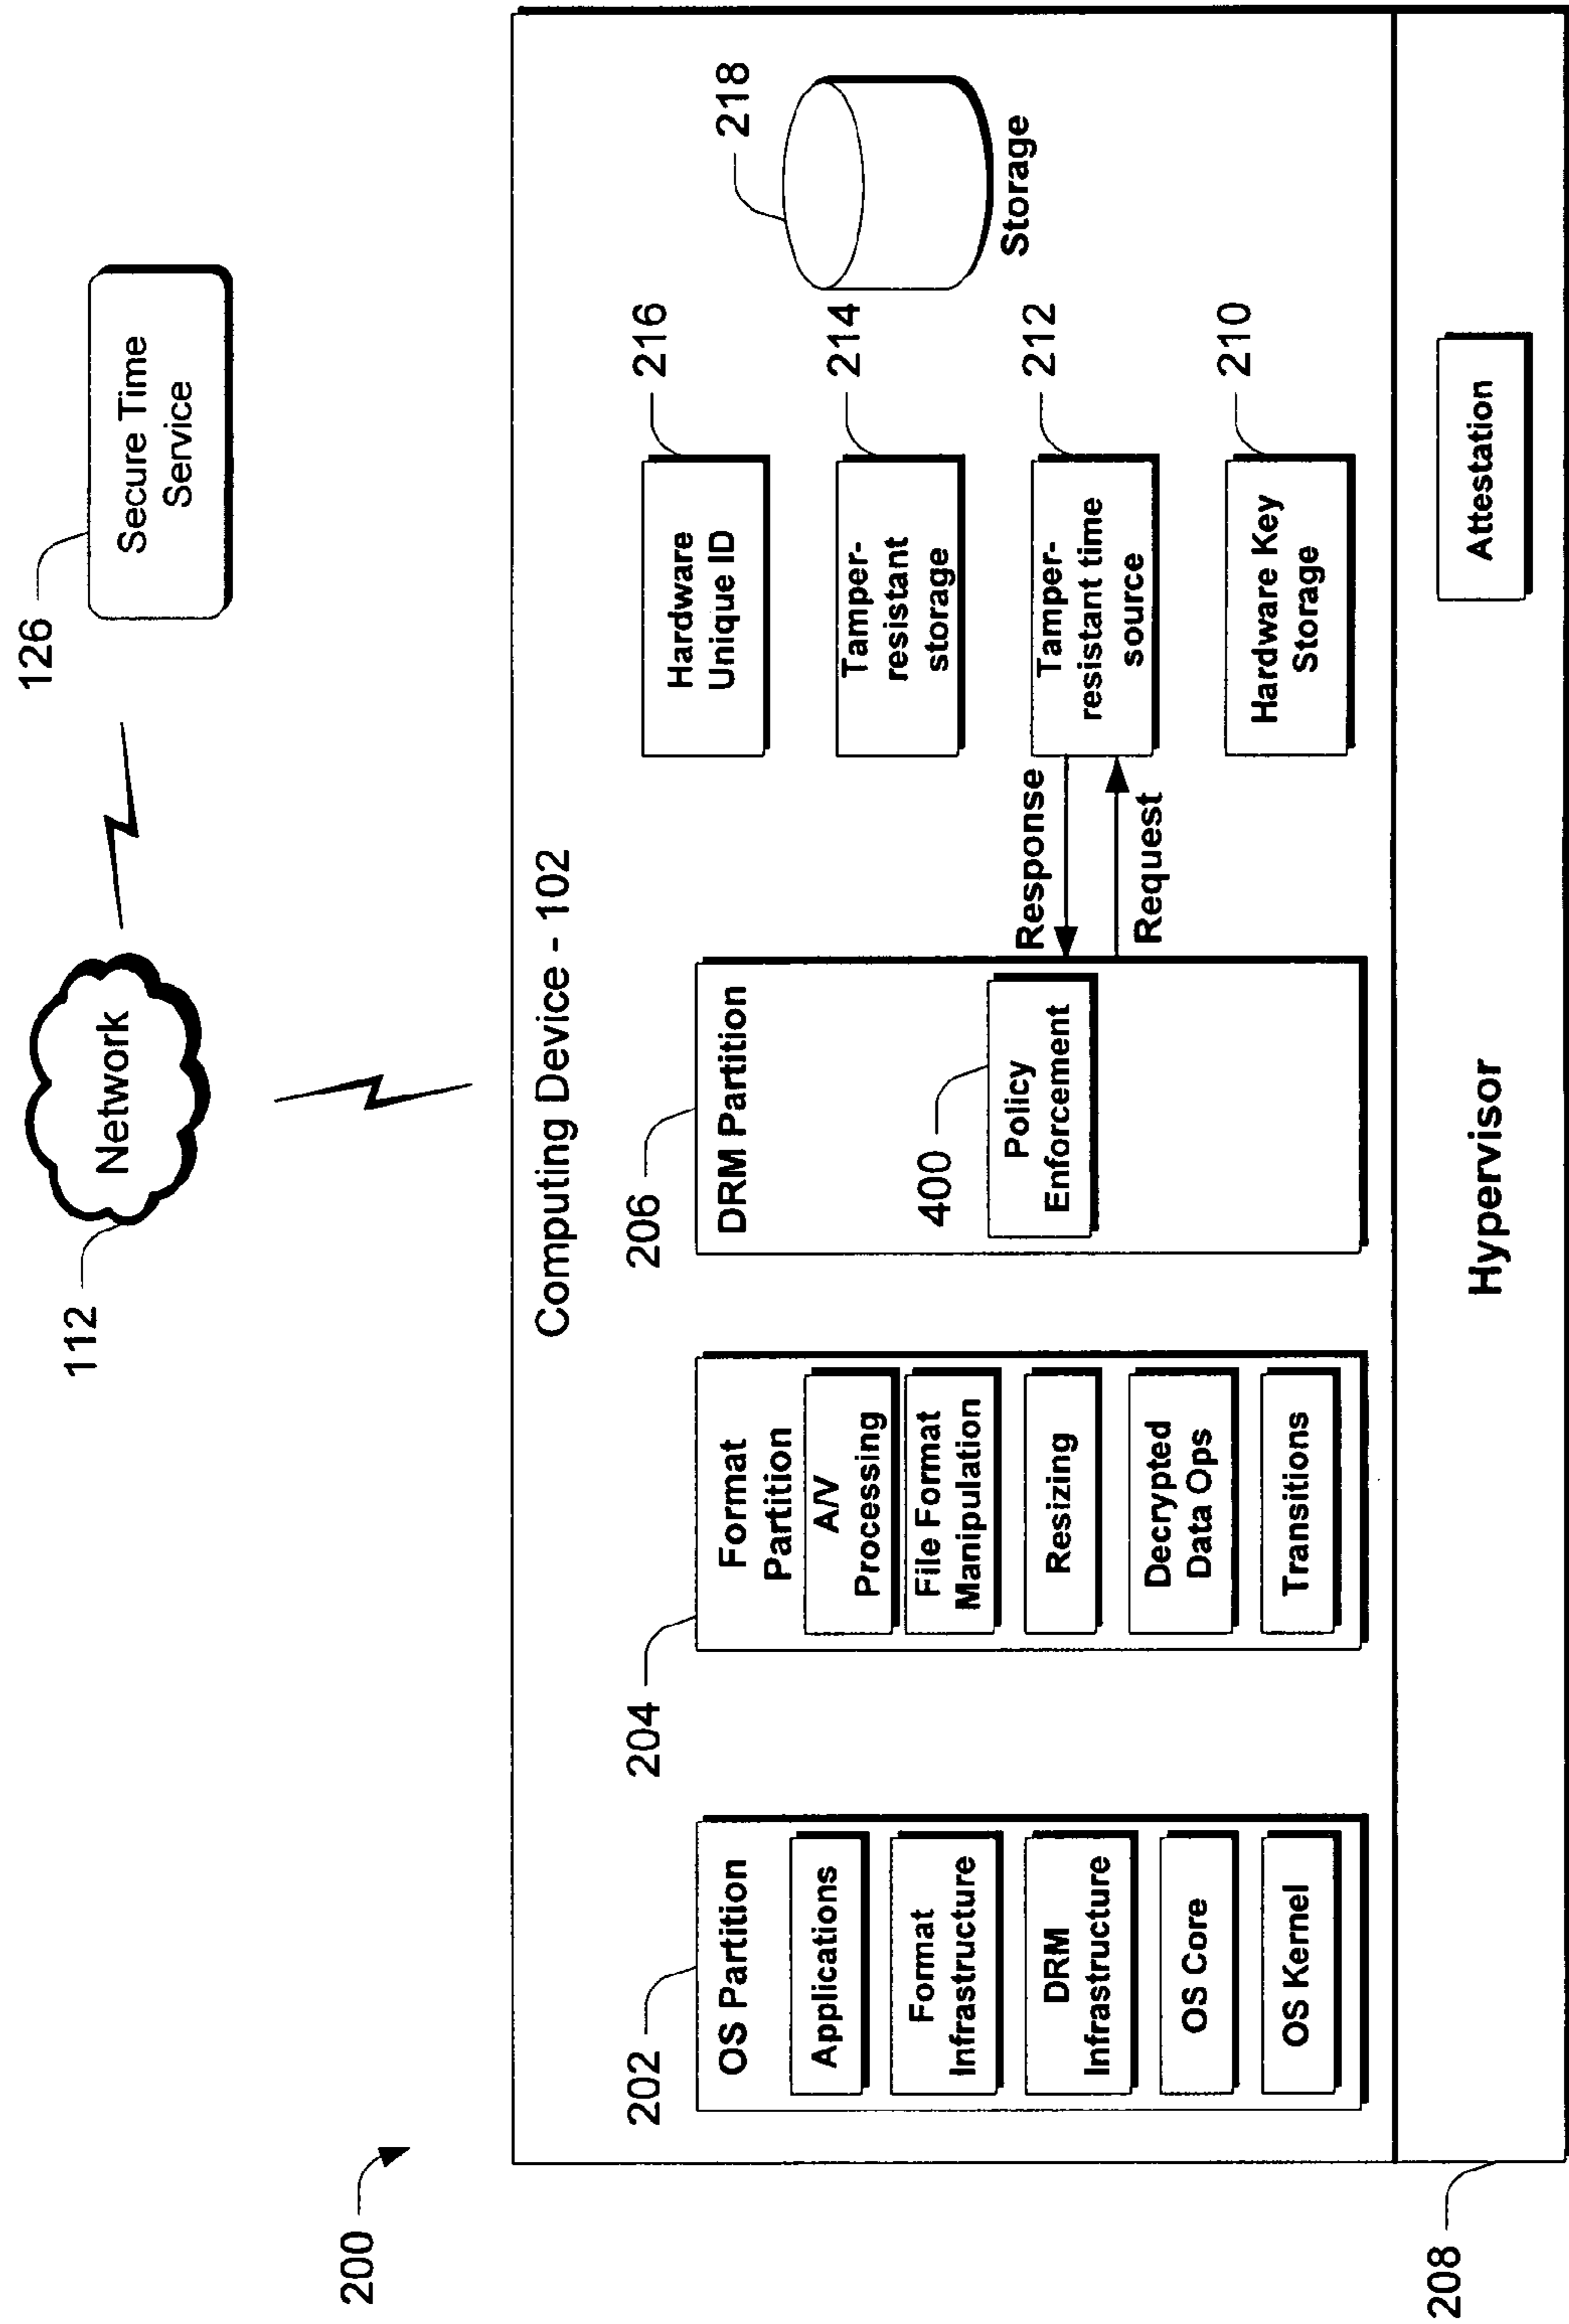 200
112
Network
126
Secure Time
Service
Computing Device - 102
202
OS Partition
Applications
Format
Infrastructure
DRM
Infrastructure
OS Core
OS Kernel
204
Format
Partition
A/V
Processing
File Format
Manipulation
Resizing
Decrypted
Data Ops
Transitions
206
DRM Partition
400
Policy
Enforcement
Response
Request
216
Hardware
Unique ID
214
Tamper-
resistant
storage
212
Tamper-
resistant time
source
210
Hardware Key
Storage
218
Storage
208
Hypervisor
Attestation